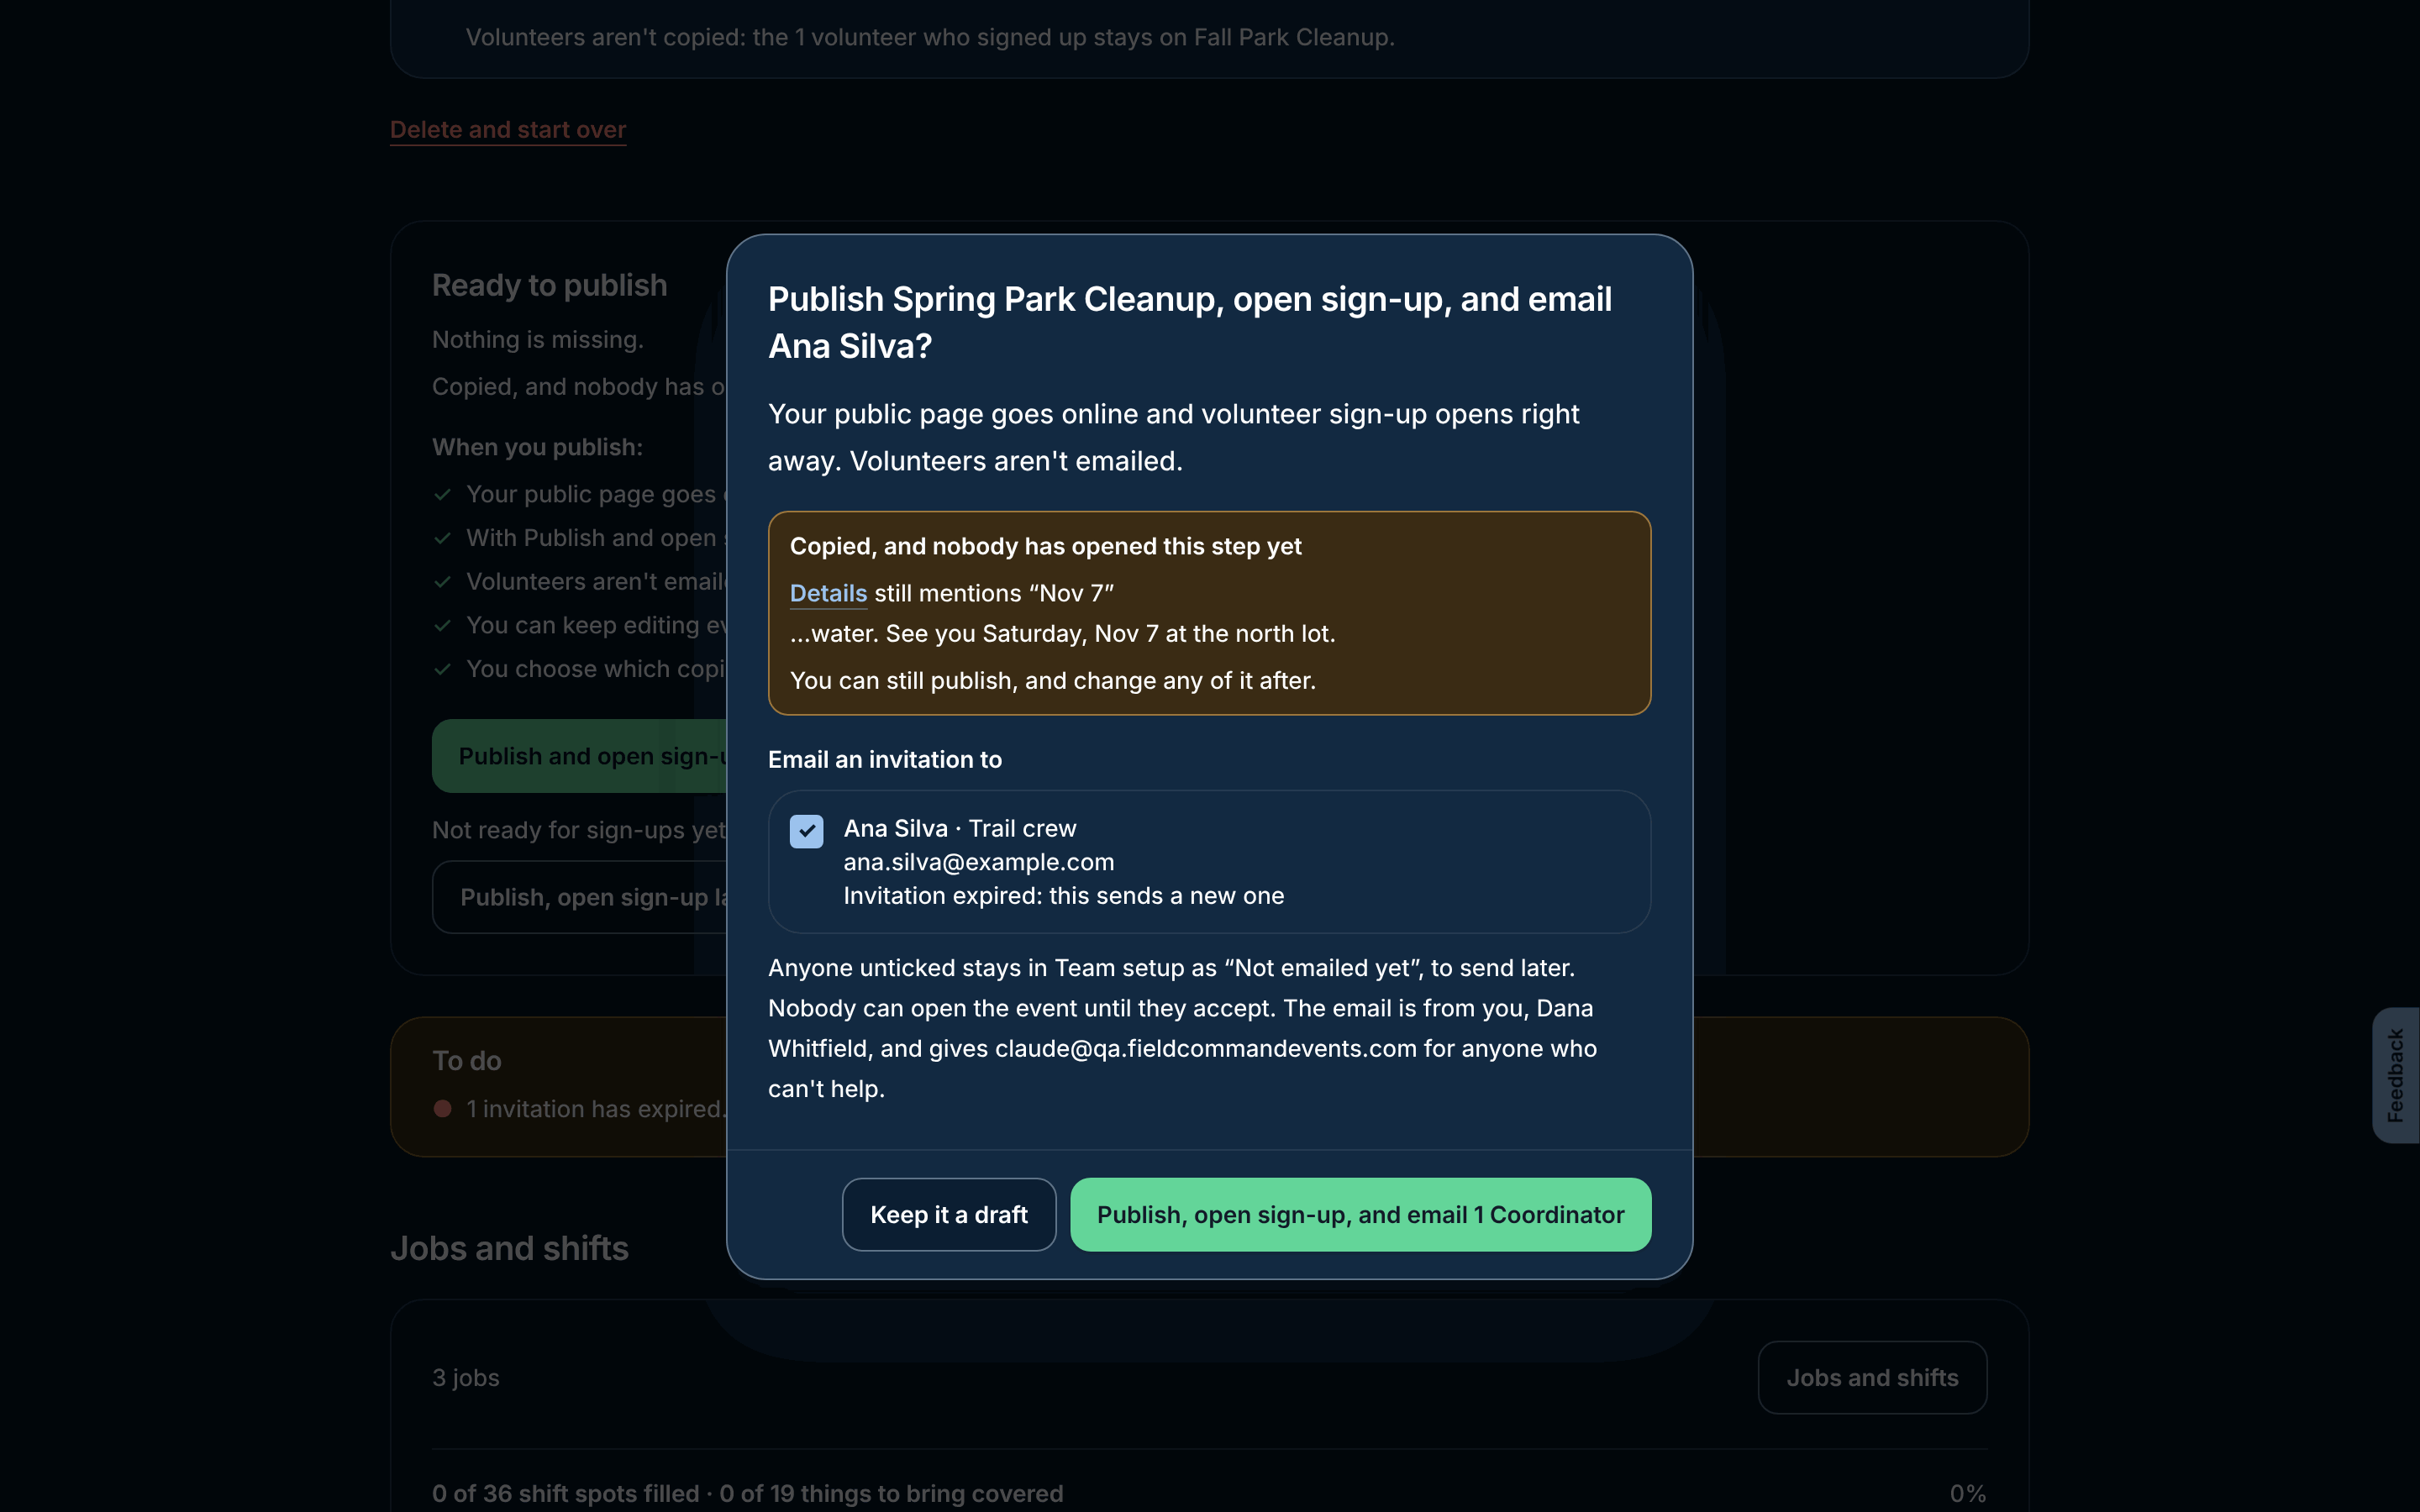 Volunteers aren't copied: the 1 volunteer who signed up stays on Fall Park Cleanup.
Delete and start over
Ready to publish
Nothing is missing.
Copied, and nobody has
When you publish:
Your public page goes
With Publish and open
Volunteers aren't
You can keep editing
You choose which
Publish and open
Not ready for sign-ups yet
Publish, open sign-up
To do
1 invitation has expired.
Publish Spring Park Cleanup, open sign-up, and email
Ana Silva?
Your public page goes online and volunteer sign-up opens right
away. Volunteers aren't emailed.
Copied, and nobody has opened this step yet
Details still mentions “Nov 7”
...water. See you Saturday, Nov 7 at the north lot.
You can still publish, and change any of it after.
Email an invitation to
Ana Silva · Trail crew
ana.silva@example.com
Invitation expired: this sends a new one
Anyone unticked stays in Team setup as “Not emailed yet”, to send later.
Nobody can open the event until they accept. The email is from you, Dana
Whitfield, and gives claude@qa.fieldcommandevents.com for anyone who
can't help.
Keep it a draft
Publish, open sign-up, and email 1 Coordinator
Feedback
Jobs and shifts
3 jobs
Jobs and shifts
0 of 36 shift spots filled · 0 of 19 things to bring covered
0%